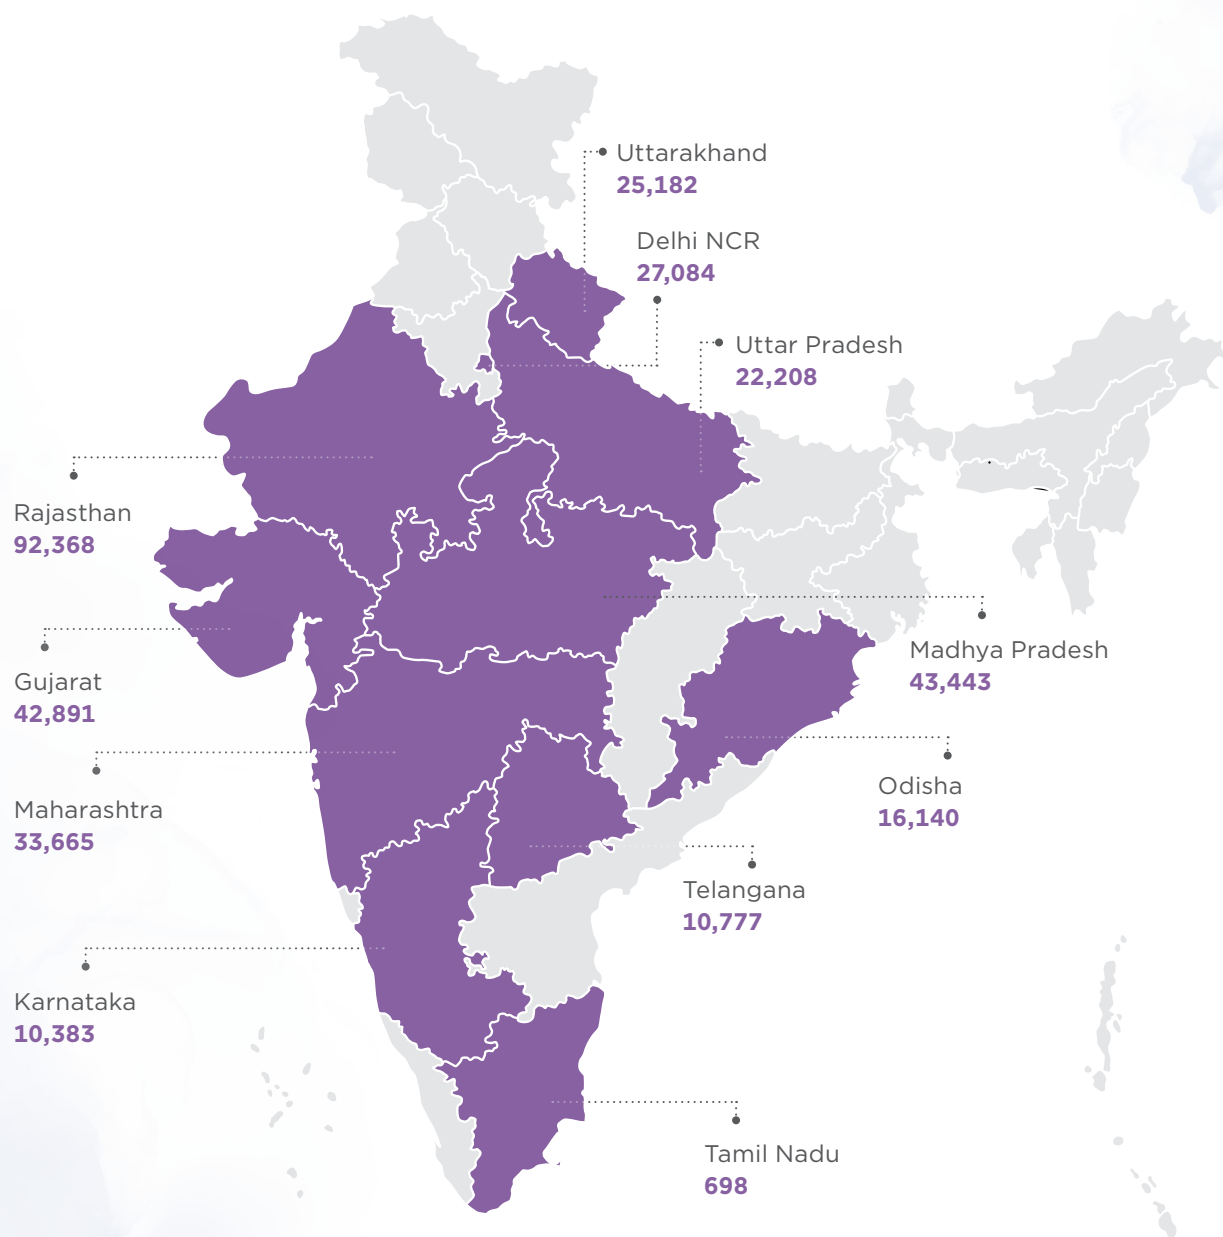 Uttarakhand
25,182
Delhi NCR
27,084
Uttar Pradesh
22,208
Rajasthan
92,368
Gujarat
42,891
Madhya Pradesh
43,443
Maharashtra
33,665
Odisha
16,140
Telangana
10,777
Karnataka
10,383
Tamil Nadu
698